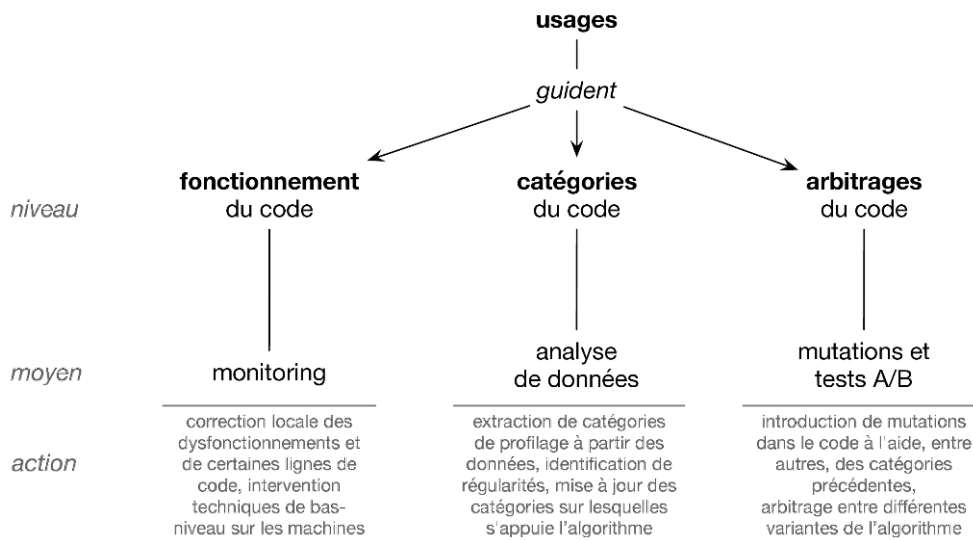 usages
guident
niveau
fonctionnement
du code
catégories
du code
arbitrages
du code
moyen
monitoring
analyse
de données
mutations et
tests A/B
action
correction locale des
dysfonctionnements et
de certaines lignes de
code, intervention
techniques de bas-
niveau sur les machines
extraction de catégories
de profilage à partir des
données, identification de
régularités, mise à jour des
catégories sur lesquelles
s'appuie l'algorithme
introduction de mutations
dans le code à l'aide, entre
autres, des catégories
précédentes,
arbitrage entre différentes
variantes de l'algorithme